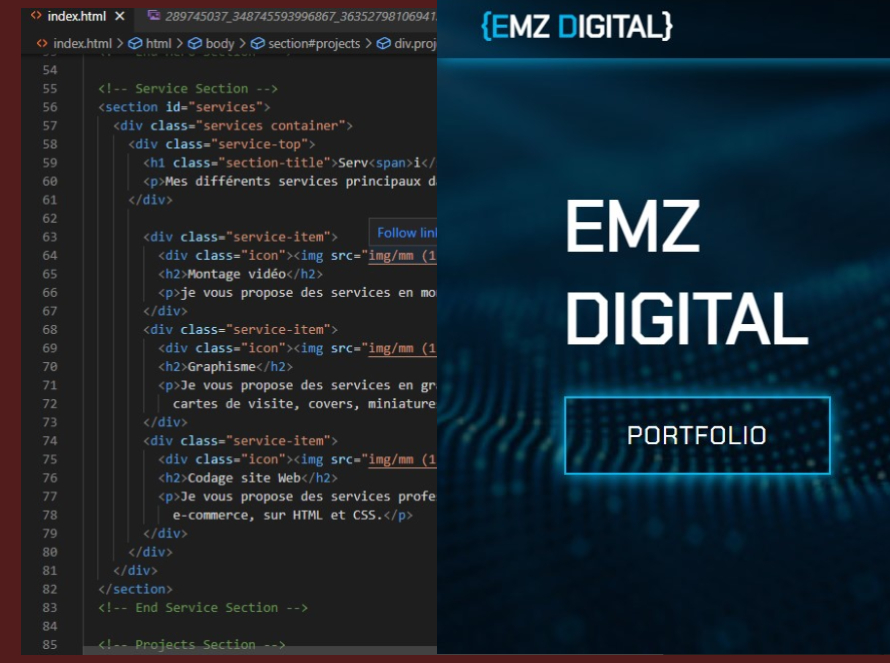 index.html
289745037_348745593996867_36352798106941
index.html > html > body > section#projects > div.proj
54
55 <!-- Service Section -->
56 <section id="services">
57 <div class="services container">
58 <div class="service-top">
59 <h1 class="section-title">Serv<span>i</
60 <p>Mes différents services principaux d
61 </div>
62
Follow lin
63 <div class="service-item">
64 <div class="icon"><img src="img/mm (1
65 <h2>Montage vidéo</h2>
66 <p>je vous propose des services en mo
67 </div>
68 <div class="service-item">
69 <div class="icon"><img src="img/mm (1
70 <h2>Graphisme</h2>
71 <p>Je vous propose des services en gr
72 cartes de visite, covers, miniature
73 </div>
74 <div class="service-item">
75 <div class="icon"><img src="img/mm (1
76 <h2>Codage site Web</h2>
77 <p>Je vous propose des services profe
78 e-commerce, sur HTML et CSS.</p>
79 </div>
80 </div>
81 </div>
82 </section>
83 <!-- End Service Section -->
84
85 <!-- Projects Section -->
{EMZ DIGITAL}
EMZ
DIGITAL
PORTFOLIO